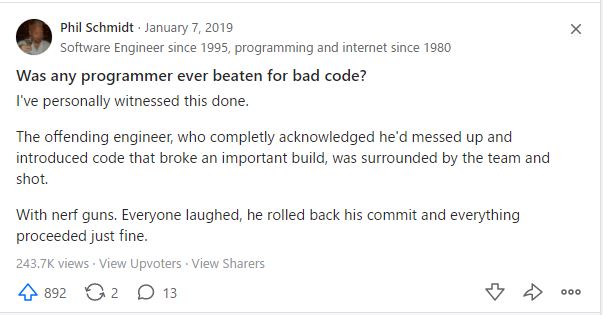 Phil Schmidt · January 7, 2019
Software Engineer since 1995, programming and internet since 1980
Was any programmer ever beaten for bad code?
I've personally witnessed this done.
The offending engineer, who completly acknowledged he'd messed up and
introduced code that broke an important build, was surrounded by the team and
shot.
With nerf guns. Everyone laughed, he rolled back his commit and everything
proceeded just fine.
243.7K views · View Upvoters · View Sharers
892 2 13